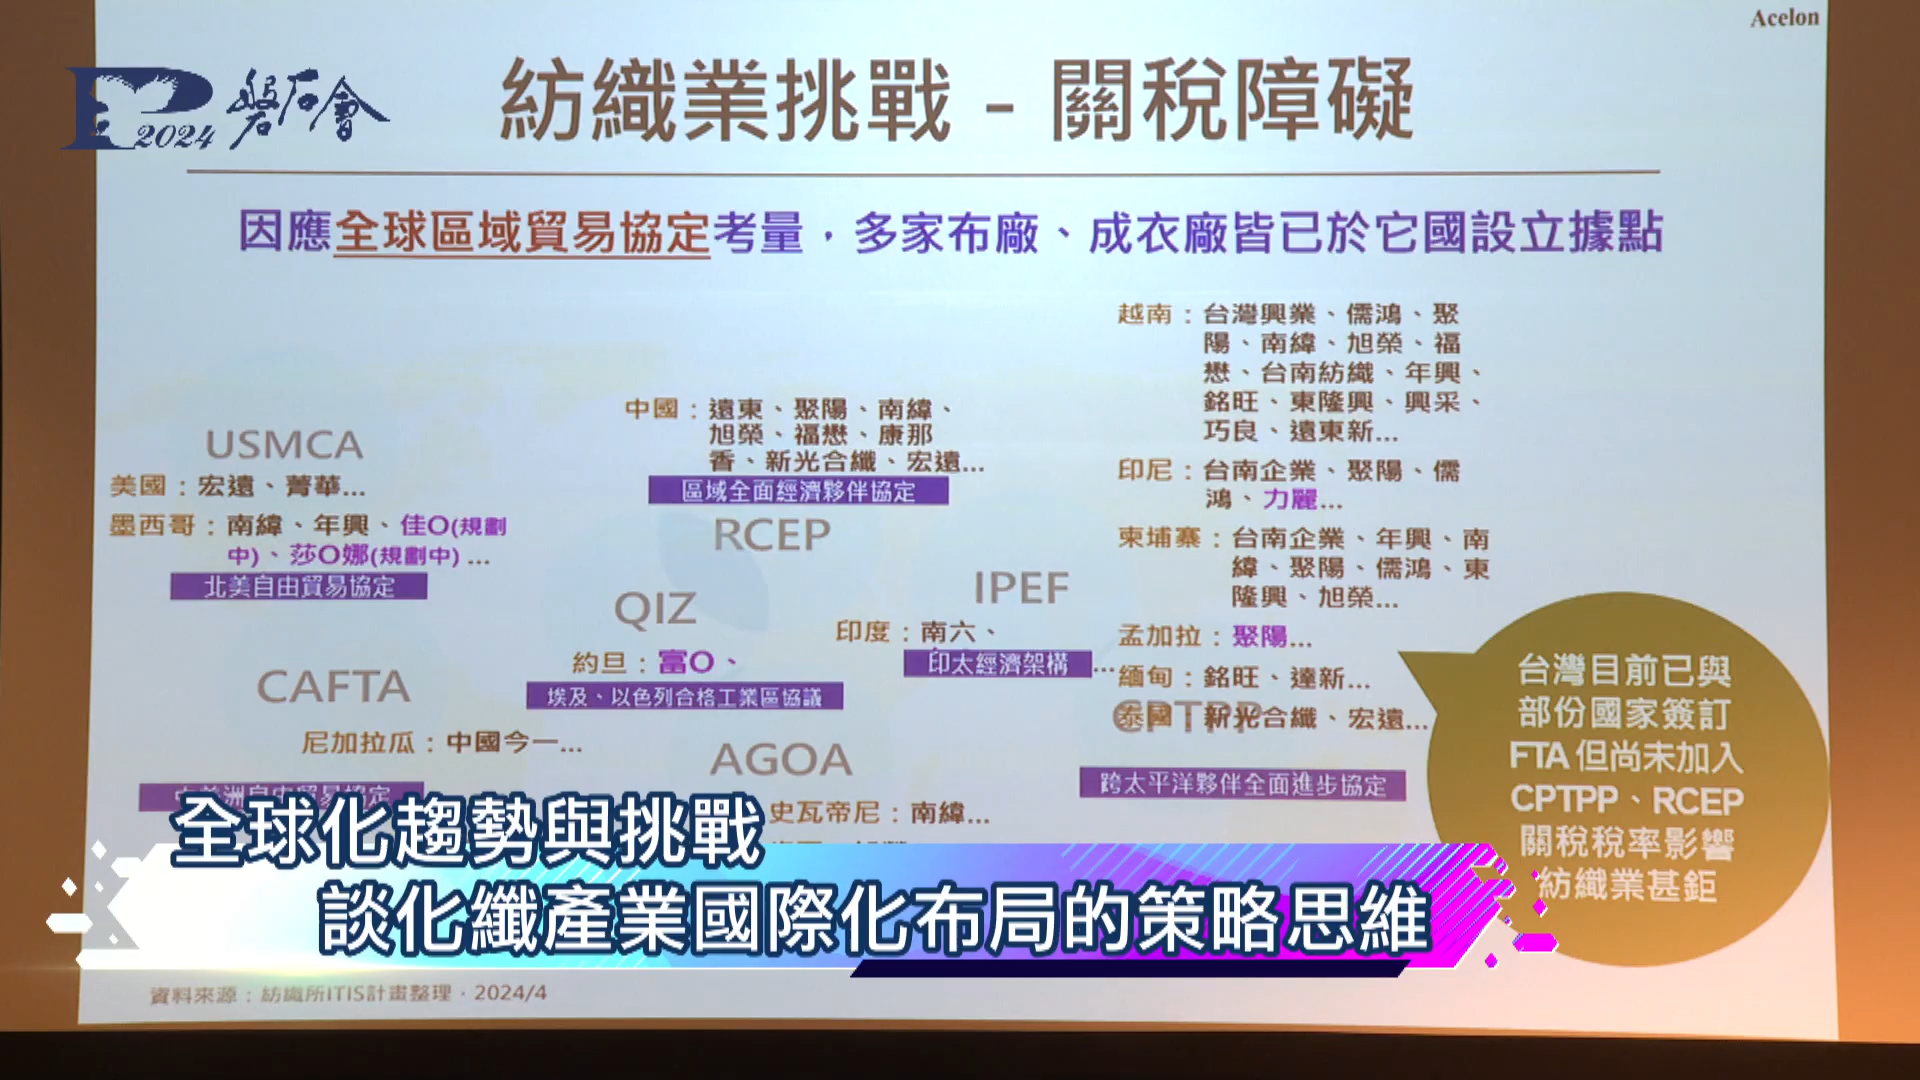 Acelon
2024 磐石會
紡織業挑戰 - 關稅障礙
因應全球區域貿易協定考量，多家布廠、成衣廠皆已於它國設立據點
USMCA
美國：宏遠、菁華...
墨西哥：南緯、年興、佳O(規劃
中)、莎O娜(規劃中) ...
北美自由貿易協定
CAFTA
尼加拉瓜：中國今一...
中美洲自由貿易協定
中國：遠東、聚陽、南緯、
旭榮、福懋、康那
香、新光合纖、宏遠...
區域全面經濟夥伴協定
RCEP
QIZ
約旦：富O、
埃及、以色列合格工業區協議
AGOA
史瓦帝尼：南緯...
IPEF
印度：南六、
印太經濟架構
...
越南：台灣興業、儒鴻、聚
陽、南緯、旭榮、福
懋、台南紡織、年興、
銘旺、東隆興、興采、
巧良、遠東新...
印尼：台南企業、聚陽、儒
鴻、力麗...
柬埔寨：台南企業、年興、南
緯、聚陽、儒鴻、東
隆興、旭榮...
孟加拉：聚陽...
緬甸：銘旺、達新...
泰國：新光合纖、宏遠...
CPTPP
跨太平洋夥伴全面進步協定
台灣目前已與
部份國家簽訂
FTA 但尚未加入
CPTPP、RCEP
關稅稅率影響
紡織業甚鉅
全球化趨勢與挑戰
談化纖產業國際化布局的策略思維
資料來源：紡織所ITIS計畫整理，2024/4